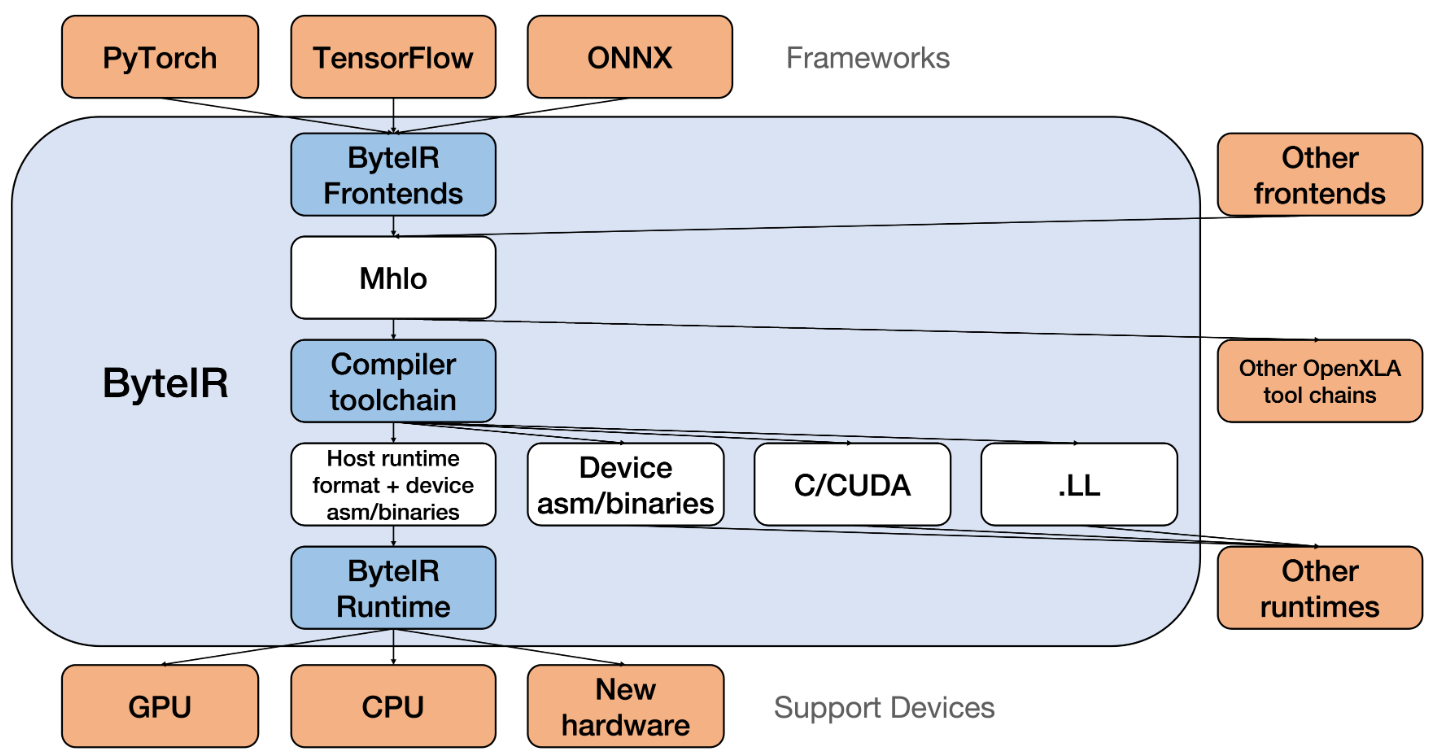 PyTorch
TensorFlow
ONNX
Frameworks
ByteIR
Frontends
Other
frontends
Mhlo
ByteIR
Compiler
toolchain
Other OpenXLA
tool chains
Host runtime
format + device
asm/binaries
Device
asm/binaries
C/CUDA
.LL
ByteIR
Runtime
Other
runtimes
GPU
CPU
New
hardware
Support Devices